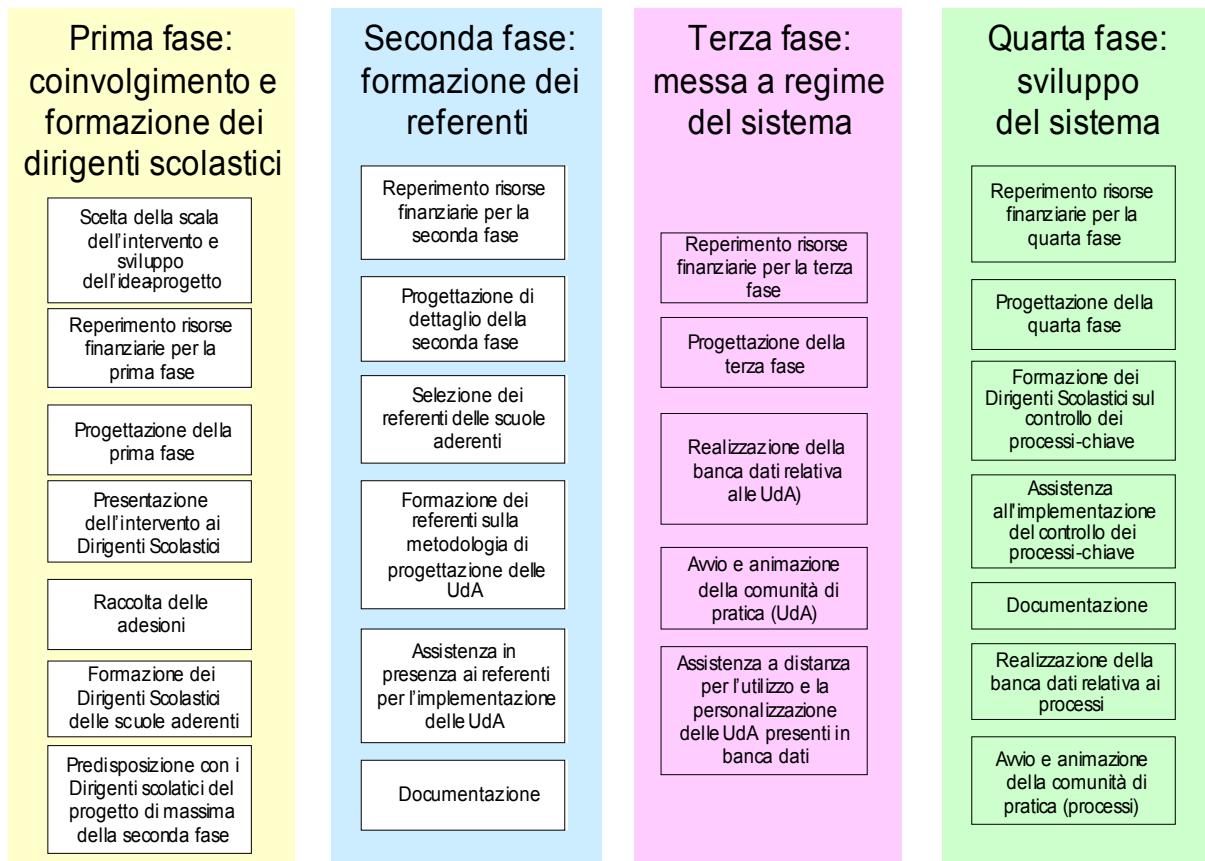 Prima fase:
coinvolgimento e
formazione dei
dirigenti scolastici
Scelta della scala
dell'intervento e
sviluppo
dell'idea-progetto
Reperimento risorse
finanziarie per la
prima fase
Progettazione della
prima fase
Presentazione
dell'intervento ai
Dirigenti Scolastici
Raccolta delle
adesioni
Formazione dei
Dirigenti Scolastici
delle scuole aderenti
Predisposizione con i
Dirigenti scolatici del
progetto di massima
della seconda fase
Seconda fase:
formazione dei
referenti
Reperimento risorse
finanziarie per la
seconda fase
Progettazione di
dettaglio della
seconda fase
Selezione dei
referenti delle scuole
aderenti
Formazione dei
referenti sulla
metodologia di
progettazione delle
UdA
Assistenza in
presenza ai referenti
per l'implementazione
delle UdA
Documentazione
Terza fase:
messa a regime
del sistema
Reperimento risorse
finanziarie per la terza
fase
Progettazione della
terza fase
Realizzazione della
banca dati relativa
alle UdA)
Avvio e animazione
della comunità di
pratica (UdA)
Assistenza a distanza
per l'utilizzo e la
personalizzazione
delle UdA presenti in
banca dati
Quarta fase:
sviluppo
del sistema
Reperimento risorse
finanziarie per la
quarta fase
Progettazione della
quarta fase
Formazione dei
Dirigenti Scolastici sul
controllo dei
processi-chiave
Assistenza
all'implementazione
del controllo dei
processi-chiave
Documentazione
Realizzazione della
banca dati relativa ai
processi
Avvio e animazione
della comunità di
pratica (processi)